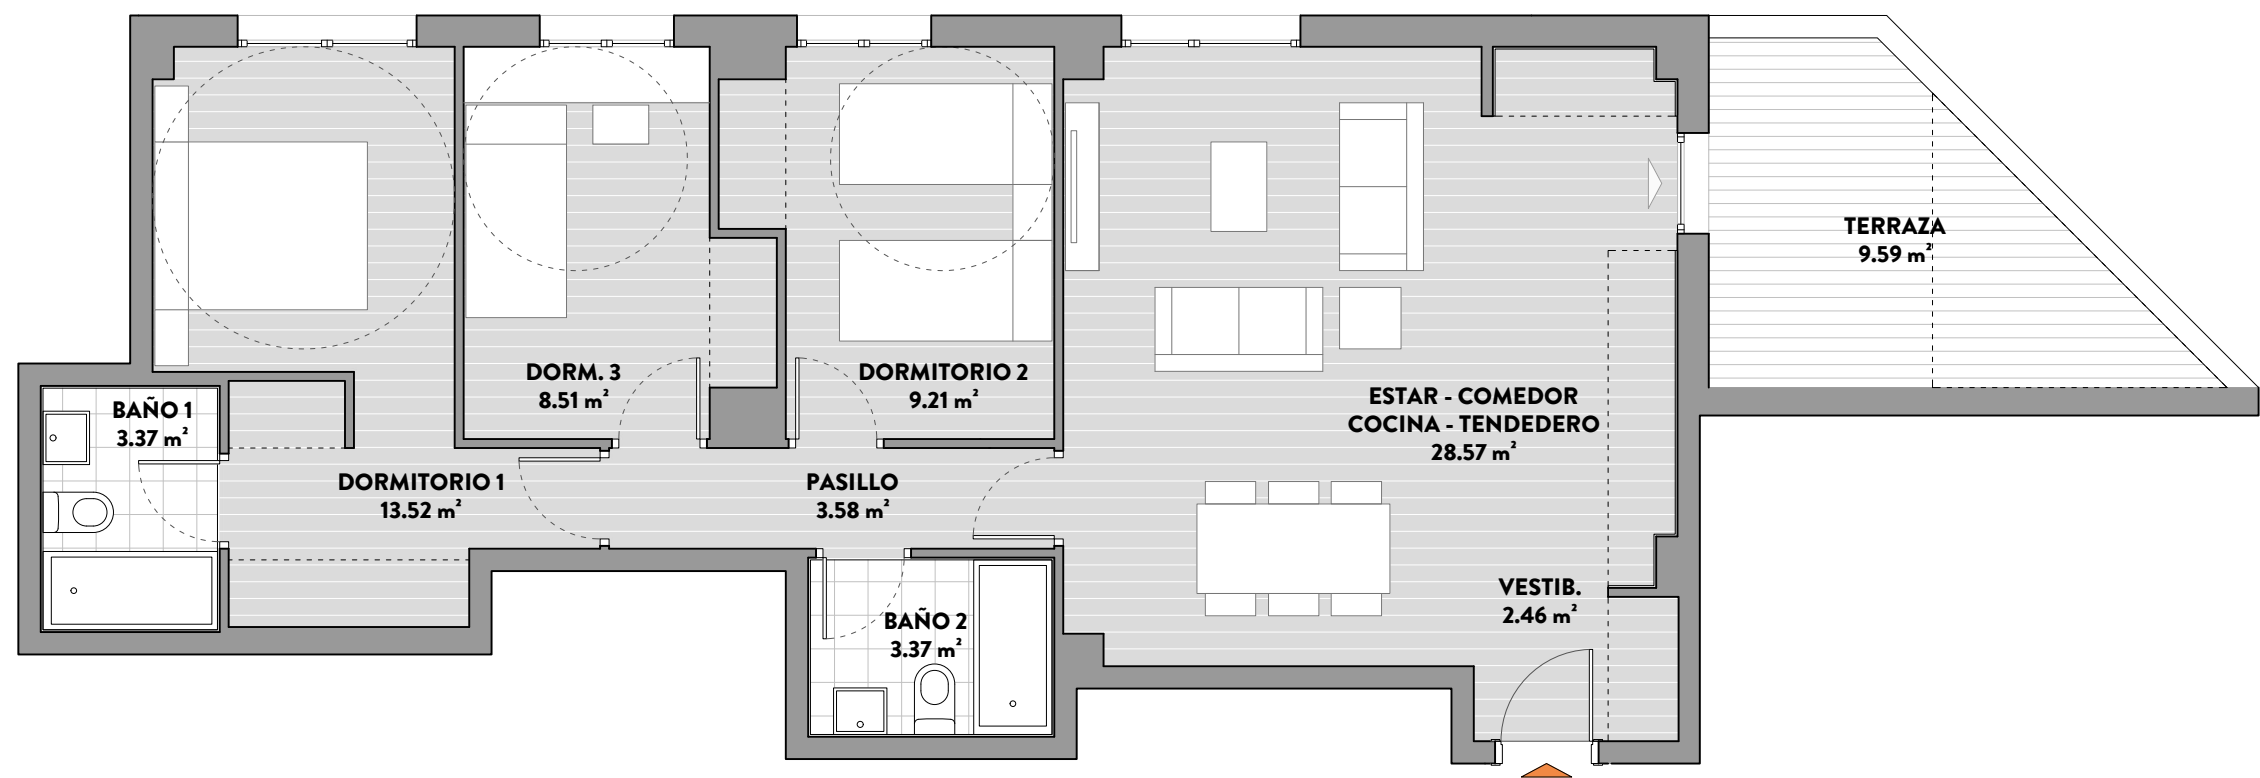 TERRAZA
9.59 m²
DORM. 3
8.51 m²
DORMITORIO 2
9.21 m²
ESTAR - COMEDOR
COCINA - TENDEDERO
28.57 m²
BAÑO 1
3.37 m²
DORMITORIO 1
13.52 m²
PASILLO
3.58 m²
VESTIB.
2.46 m²
BAÑO 2
3.37 m²